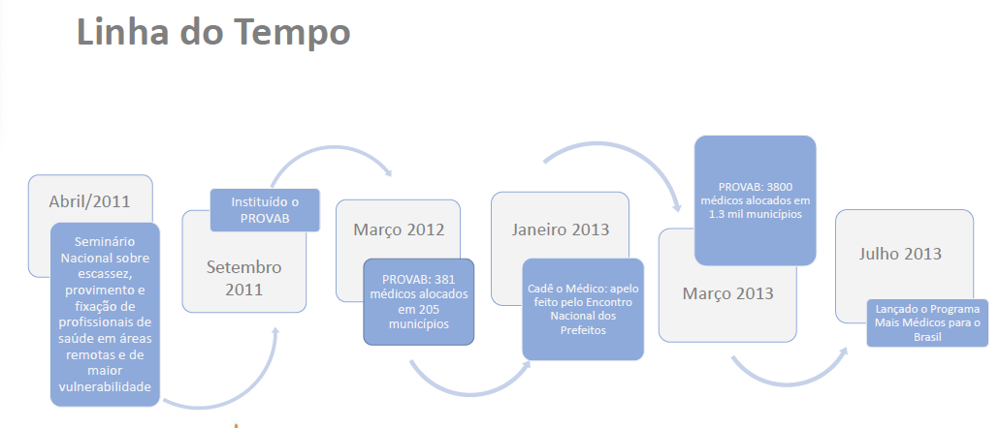 Linha do Tempo
Abril/2011
Seminário
Nacional sobre
escassez,
provimento e
fixação de
profissionais de
saúde em áreas
remotas e de
maior
vulnerabilidade
Instituído o
PROVAB
Setembro
2011
Março 2012
PROVAB: 381
médicos alocados
em 205
municípios
Janeiro 2013
Cadê o Médico: apelo
feito pelo Encontro
Nacional dos
Prefeitos
PROVAB: 3800
médicos alocados em
1.3 mil municípios
Março 2013
Julho 2013
Lançado o Programa
Mais Médicos para o
Brasil